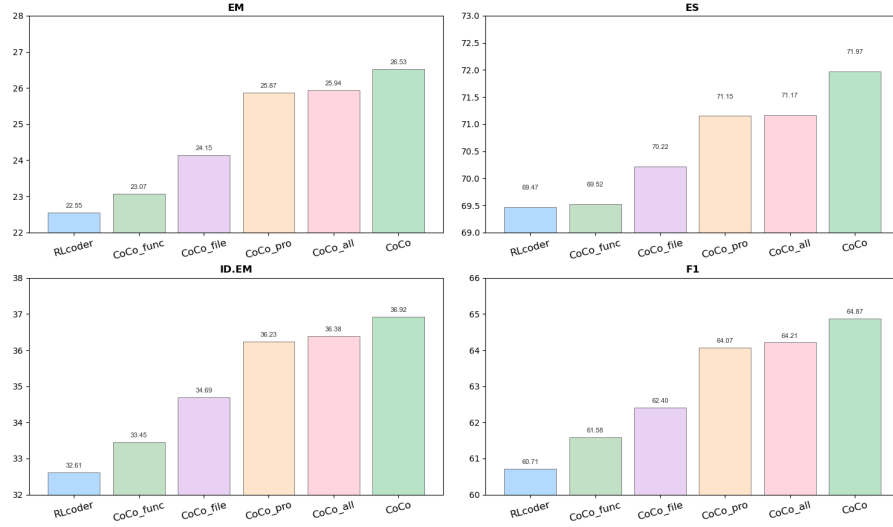 EM
28
27
26
25
24
23
22
22.55
23.07
24.15
25.87
25.94
26.53
RLcoder
CoCo_func
CoCo_file
CoCo_pro
CoCo_all
CoCo
ES
73.0
72.5
72.0
71.5
71.0
70.5
70.0
69.5
69.0
69.47
69.52
70.22
71.15
71.17
71.97
RLcoder
CoCo_func
CoCo_file
CoCo_pro
CoCo_all
CoCo
ID.EM
38
37
36
35
34
33
32
32.61
33.45
34.69
36.23
36.38
36.92
RLcoder
CoCo_func
CoCo_file
CoCo_pro
CoCo_all
CoCo
F1
66
65
64
63
62
61
60
60.71
61.58
62.40
64.07
64.21
64.87
RLcoder
CoCo_func
CoCo_file
CoCo_pro
CoCo_all
CoCo